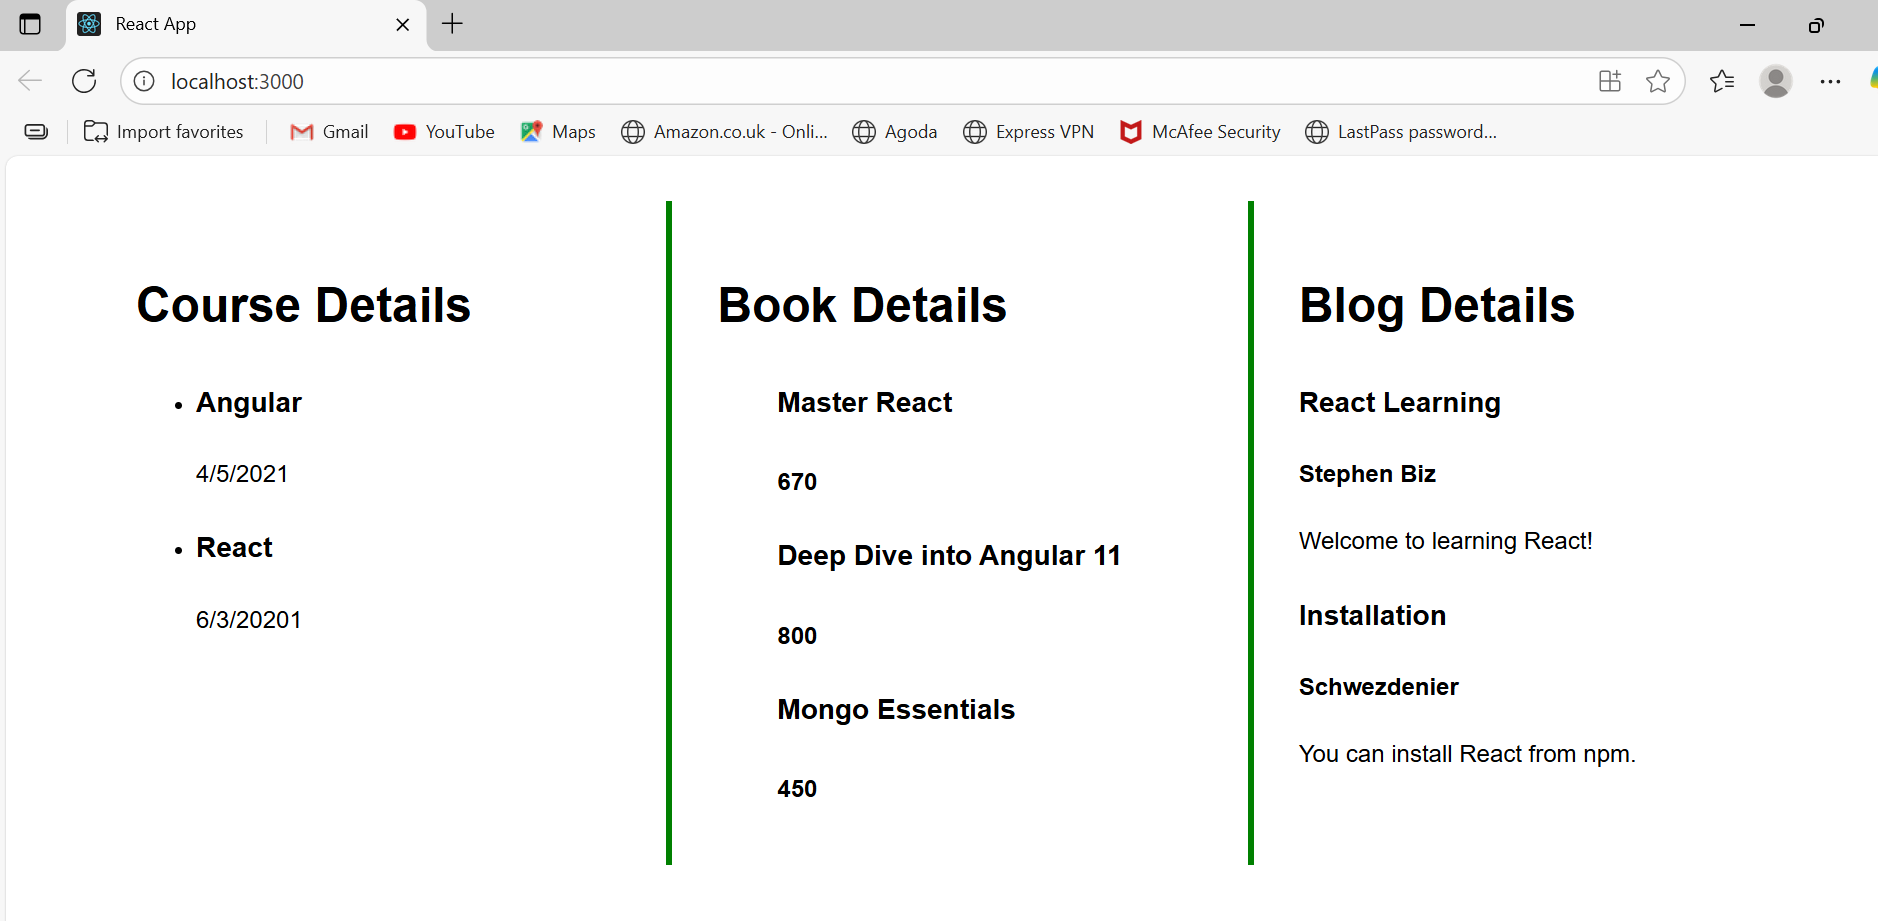 React App
localhost:3000
Import favorites
Gmail
YouTube
Maps
Amazon.co.uk - Onli...
Agoda
Express VPN
McAfee Security
LastPass password...
Course Details
Angular
4/5/2021
React
6/3/20201
Book Details
Master React
670
Deep Dive into Angular 11
800
Mongo Essentials
450
Blog Details
React Learning
Stephen Biz
Welcome to learning React!
Installation
Schwezdenier
You can install React from npm.